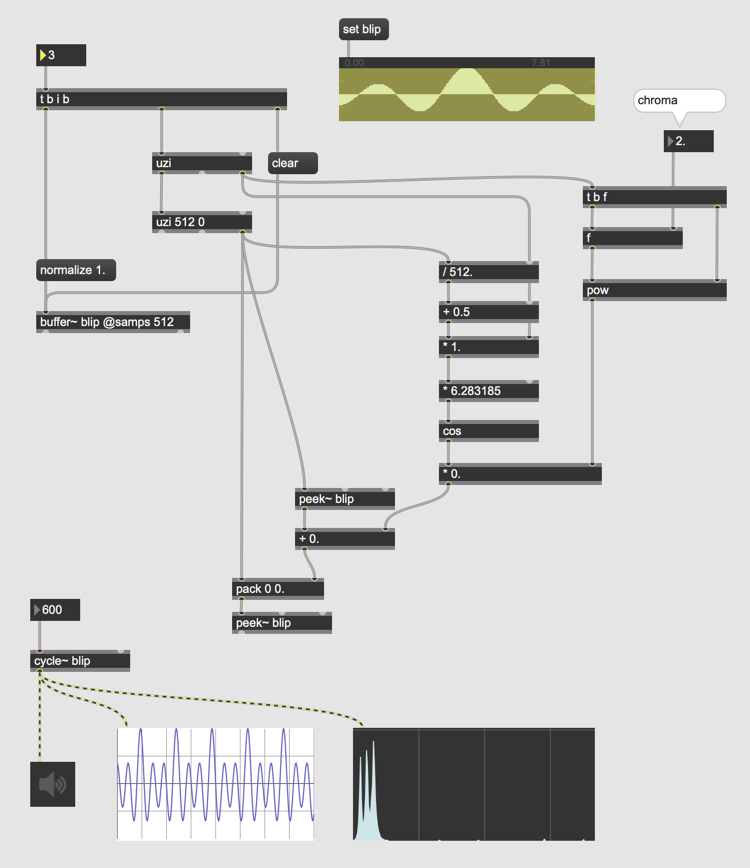 set blip
3
0.00 7.81
t b i b
chroma
2.
uzi
clear
t b f
uzi 512 0
f
normalize 1.
/ 512.
pow
+ 0.5
buffer~ blip @samps 512
* 1.
* 6.283185
cos
* 0.
peek~ blip
+ 0.
pack 0 0.
600
peek~ blip
cycle~ blip